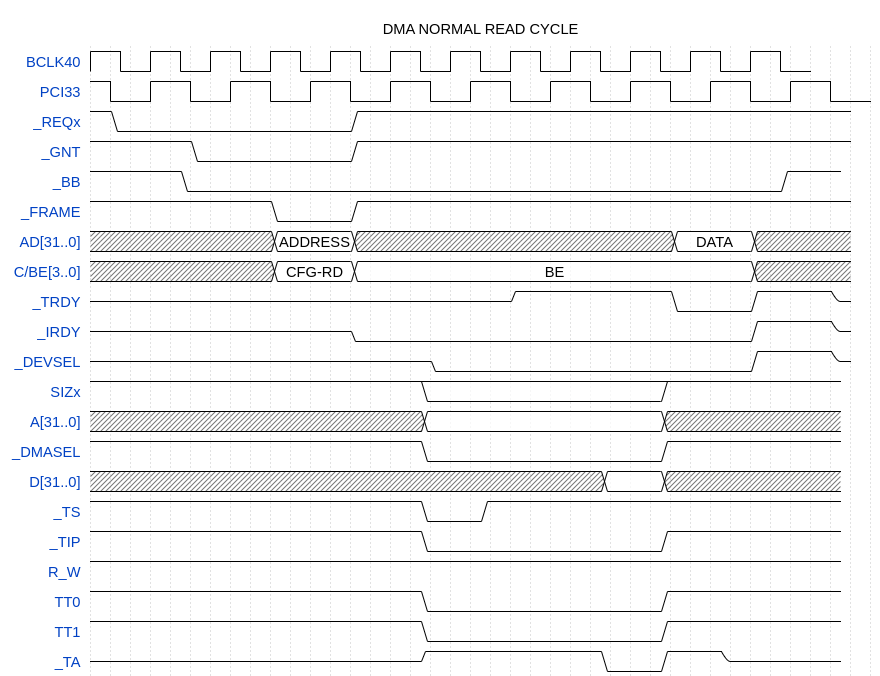 DMA NORMAL READ CYCLE
BCLK40
PCI33
_REQx
_GNT
_BB
_FRAME
AD[31..0] ADDRESS DATA
C/BE[3..0] CFG-RD BE
_TRDY
_IRDY
_DEVSEL
SIZx
A[31..0]
_DMASEL
D[31..0]
_TS
_TIP
R_W
TT0
TT1
_TA